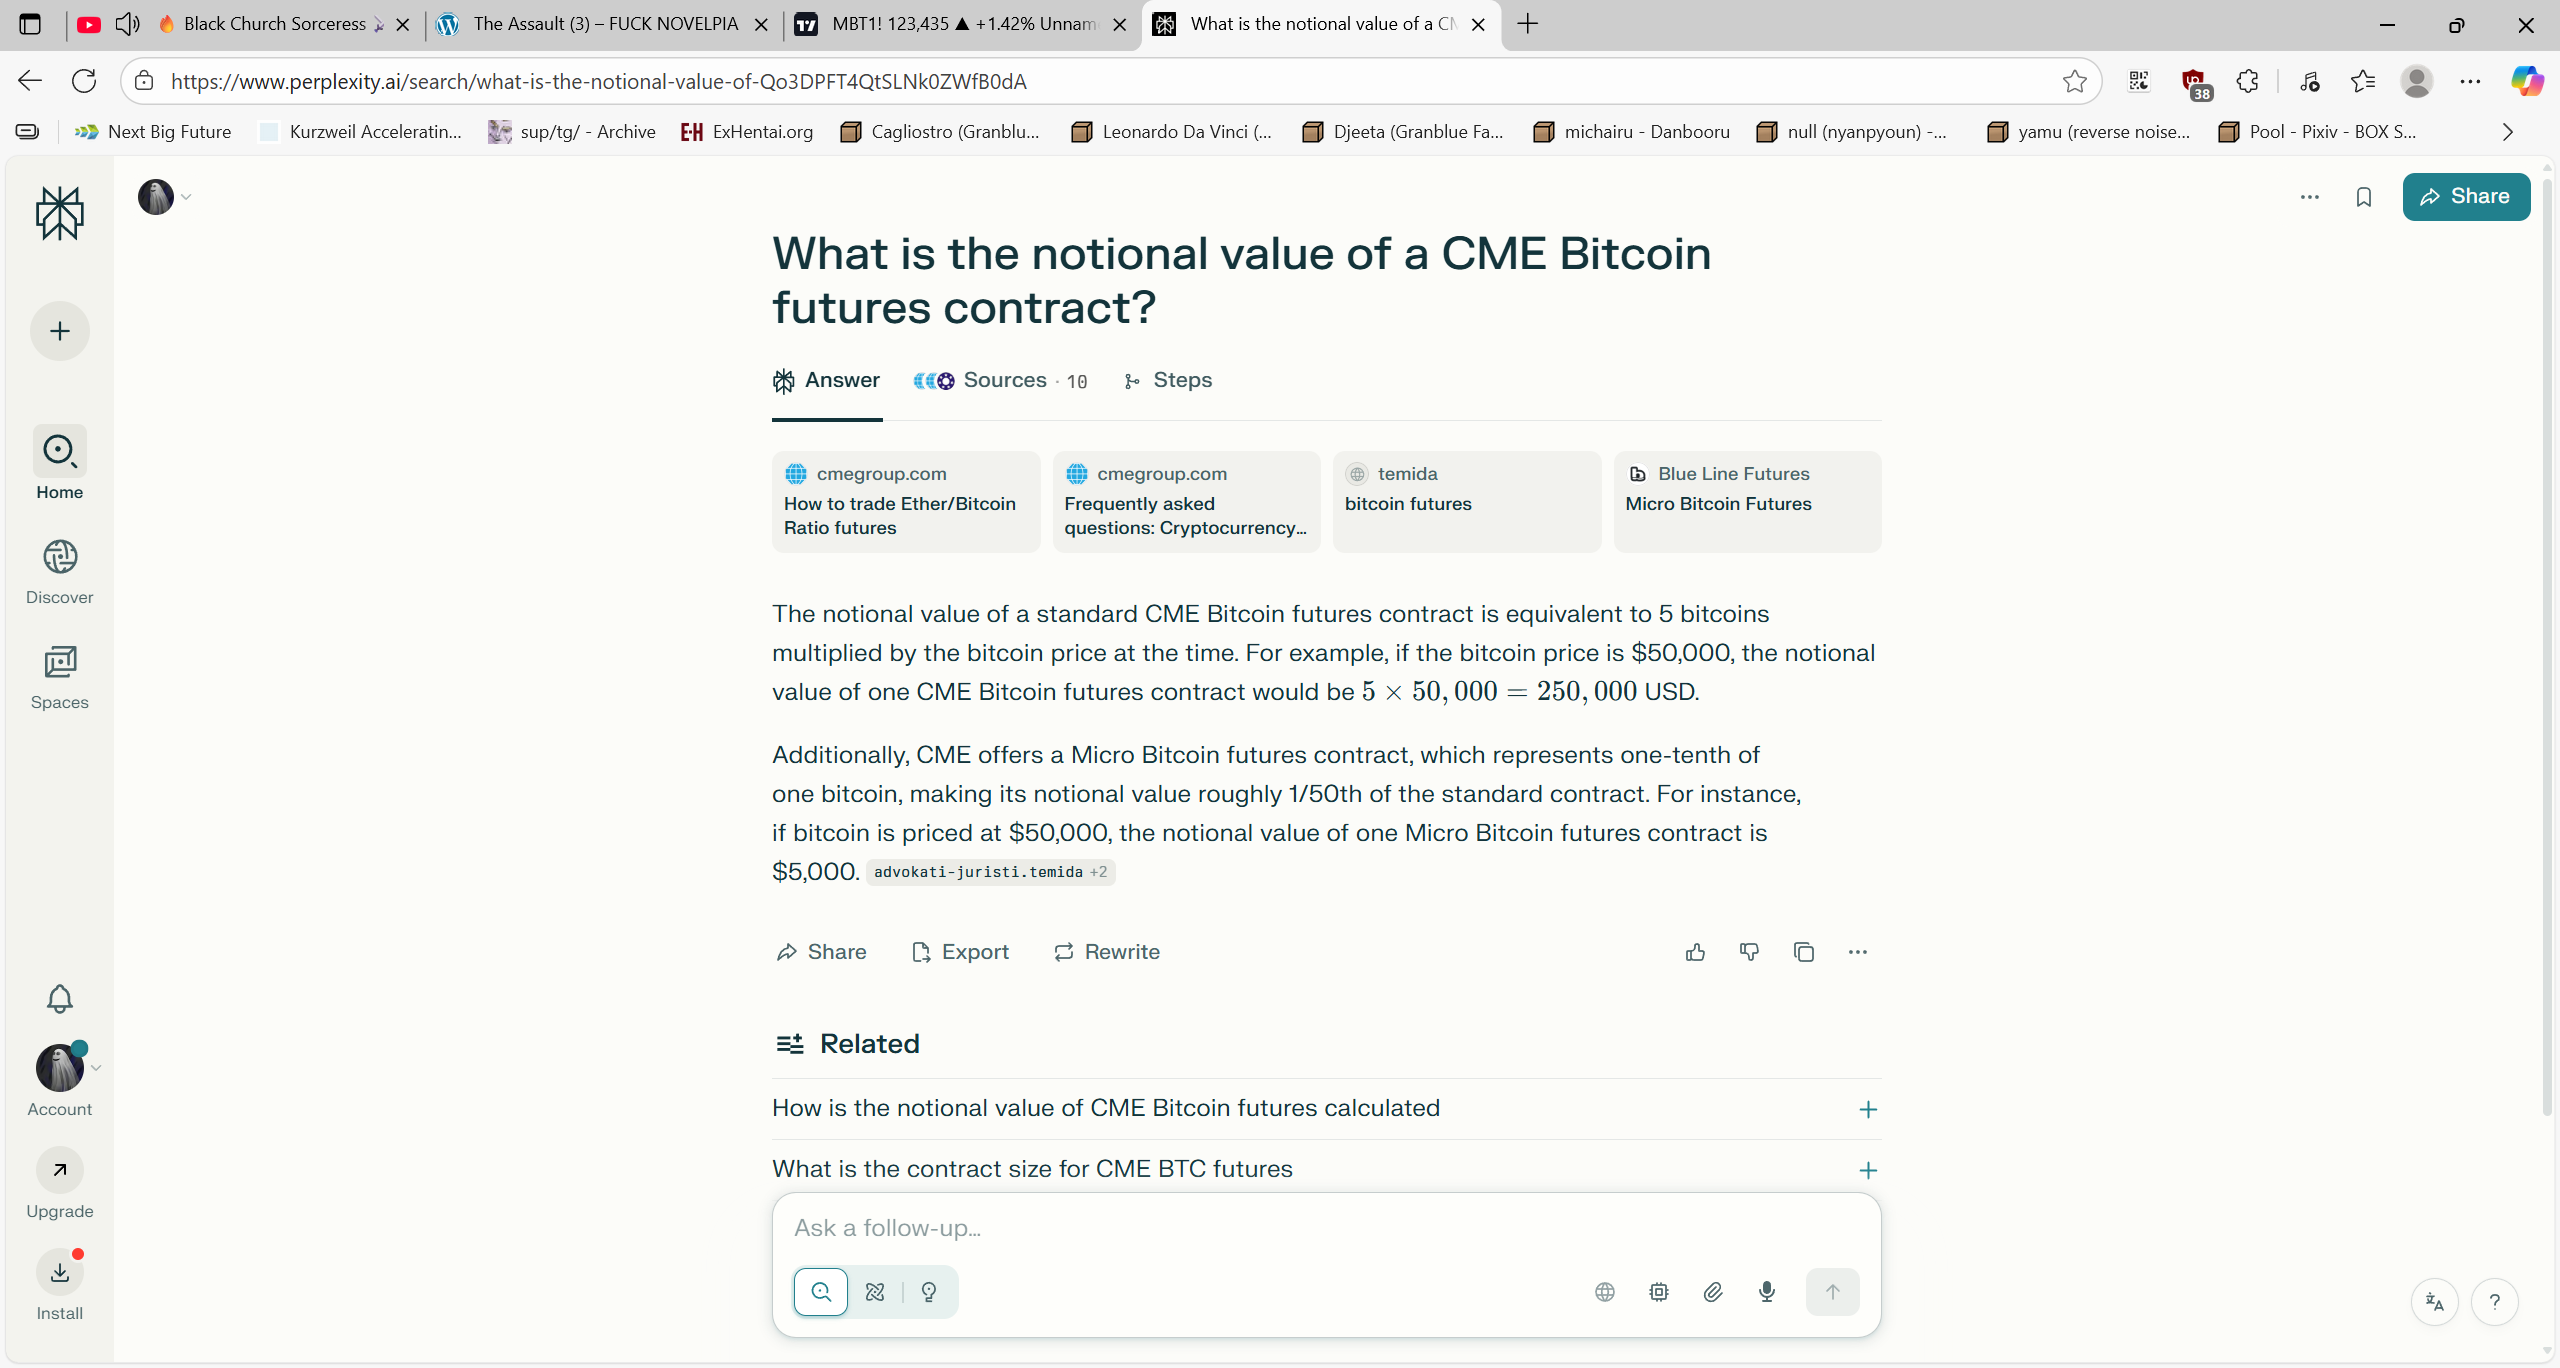 Black Church Sorceress
The Assault (3) – FUCK NOVELPIA
MBT1! 123,435 ▲ +1.42% Unnam
What is the notional value of a CM
https://www.perplexity.ai/search/what-is-the-notional-value-of-Qo3DPFT4QtSLNk0ZWfB0dA
38
Next Big Future
Kurzweil Acceleratin...
sup/tg/ - Archive
E-H ExHentai.org
Cagliostro (Granblu...
Leonardo Da Vinci (...
Djeeta (Granblue Fa...
michairu - Danbooru
null (nyanpyoun) -...
yamu (reverse noise...
Pool - Pixiv - BOX S...
Share
Home
Discover
Spaces
Account
Upgrade
Install
What is the notional value of a CME Bitcoin
futures contract?
Answer
Sources · 10
Steps
cmegroup.com
How to trade Ether/Bitcoin
Ratio futures
cmegroup.com
Frequently asked
questions: Cryptocurrency...
temida
bitcoin futures
Blue Line Futures
Micro Bitcoin Futures
The notional value of a standard CME Bitcoin futures contract is equivalent to 5 bitcoins
multiplied by the bitcoin price at the time. For example, if the bitcoin price is $50,000, the notional
value of one CME Bitcoin futures contract would be 5 × 50,000 = 250,000 USD.
Additionally, CME offers a Micro Bitcoin futures contract, which represents one-tenth of
one bitcoin, making its notional value roughly 1/50th of the standard contract. For instance,
if bitcoin is priced at $50,000, the notional value of one Micro Bitcoin futures contract is
$5,000. advokati-juristi.temida +2
Share
Export
Rewrite
Related
How is the notional value of CME Bitcoin futures calculated
What is the contract size for CME BTC futures
Ask a follow-up...